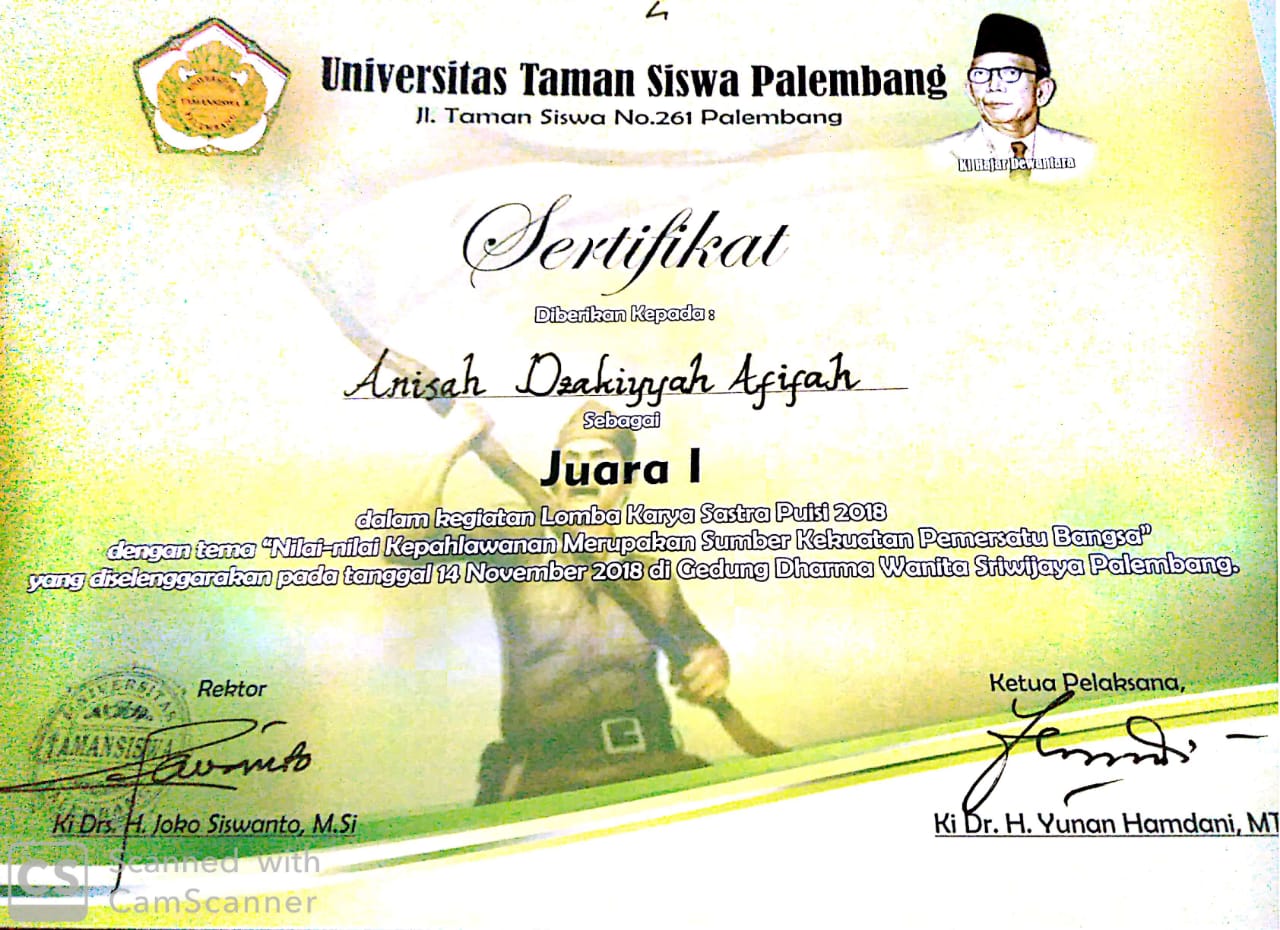 Universitas Taman Siswa Palembang
Jl. Taman Siswa No.261 Palembang
UNIVERSITAS
TAMANSISWA
PALEMBANG
Ki Hajar Dewantara
Sertifikat
Diberikan Kepada :
Anisah Dzakiyyah Afifah
Sebagai
Juara I
dalam kegiatan Lomba Karya Sastra Puisi 2018
dengan tema "Nilai-nilai Kepahlawanan Merupakan Sumber Kekuatan Pemersatu Bangsa"
yang diselenggarakan pada tanggal 14 November 2018 di Gedung Dharma Wanita Sriwijaya Palembang.
Rektor
UNIVERSITAS
TAMANSISWA
Ki Drs. H. Joko Siswanto, M.Si
Ketua Pelaksana,
Ki Dr. H. Yunan Hamdani, MT
CS
Scanned with
CamScanner